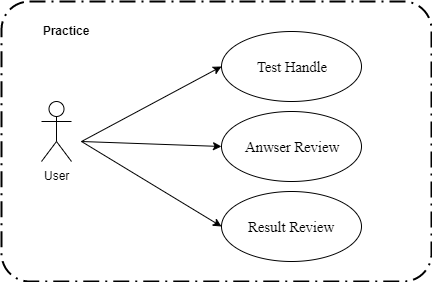 Practice
Test Handle
Anwser Review
User
Result Review